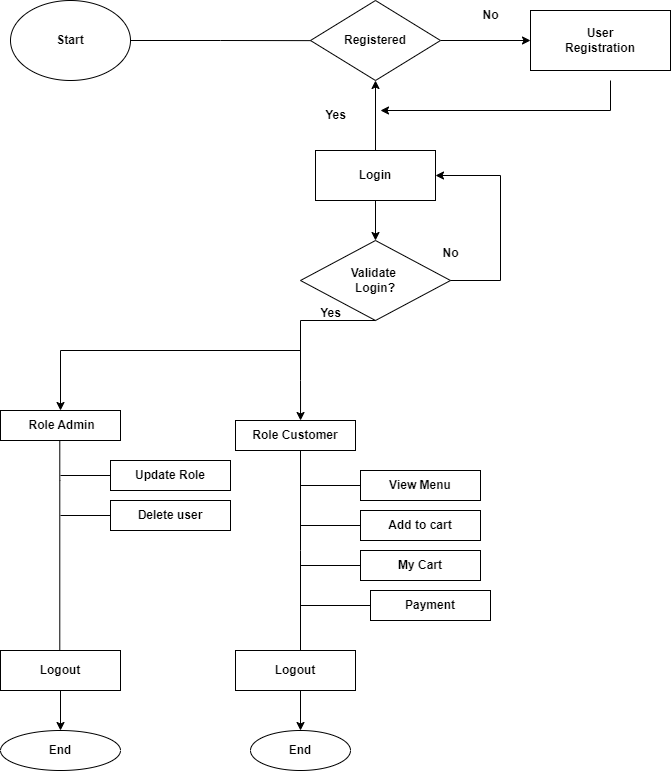 Start
Registered
No
User
Registration
Yes
Login
No
Validate
Login?
Yes
Role Admin
Role Customer
Update Role
View Menu
Delete user
Add to cart
My Cart
Payment
Logout
Logout
End
End